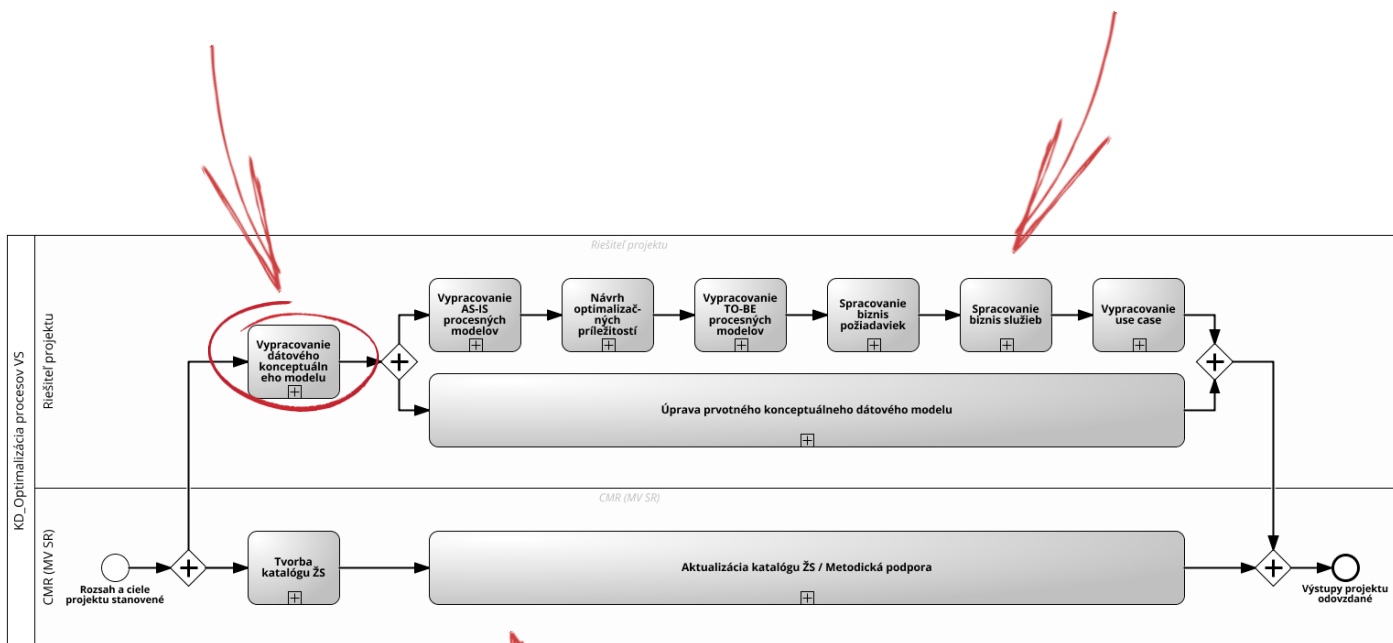 KD_Optimalizácia procesov VS
Riešiteľ projektu
Riešiteľ projektu
Vypracovanie
dátového
konceptuáln
eho modelu
Vypracovanie
AS-IS
procesných
modelov
Návrh
optimalizač-
ných
príležitostí
Vypracovanie
TO-BE
procesných
modelov
Spracovanie
biznis
požiadaviek
Spracovanie
biznis služieb
Vypracovanie
use case
Úprava prvotného konceptuálneho dátového modelu
CMR (MV SR)
CMR (MV SR)
Rozsah a ciele
projektu stanovené
Tvorba
katalógu ŽS
Aktualizácia katalógu ŽS / Metodická podpora
Výstupy projektu
odovzdané